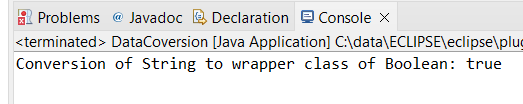 Problems @ Javadoc Declaration Console
<terminated> DataCoversion [Java Application] C:\data\ECLIPSE\eclipse\plug
Conversion of String to wrapper class of Boolean: true